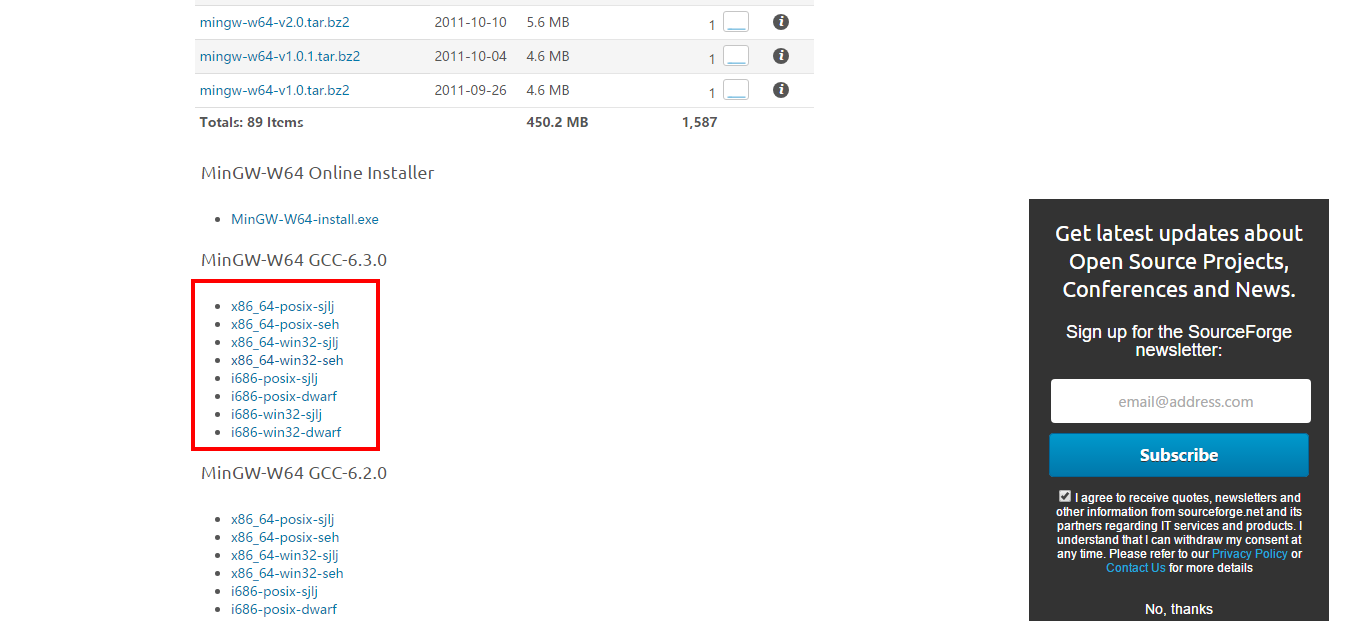 mingw-w64-v2.0.tar.bz2 2011-10-10 5.6 MB 1 i
mingw-w64-v1.0.1.tar.bz2 2011-10-04 4.6 MB 1 i
mingw-w64-v1.0.tar.bz2 2011-09-26 4.6 MB 1 i
Totals: 89 Items 450.2 MB 1,587
MinGW-W64 Online Installer
MinGW-W64-install.exe
MinGW-W64 GCC-6.3.0
x86_64-posix-sjlj
x86_64-posix-seh
x86_64-win32-sjlj
x86_64-win32-seh
i686-posix-sjlj
i686-posix-dwarf
i686-win32-sjlj
i686-win32-dwarf
MinGW-W64 GCC-6.2.0
x86_64-posix-sjlj
x86_64-posix-seh
x86_64-win32-sjlj
x86_64-win32-seh
i686-posix-sjlj
i686-posix-dwarf
Get latest updates about
Open Source Projects,
Conferences and News.
Sign up for the SourceForge
newsletter:
email@address.com
Subscribe
I agree to receive quotes, newsletters and
other information from sourceforge.net and its
partners regarding IT services and products. I
understand that I can withdraw my consent at
any time. Please refer to our Privacy Policy or
Contact Us for more details
No, thanks